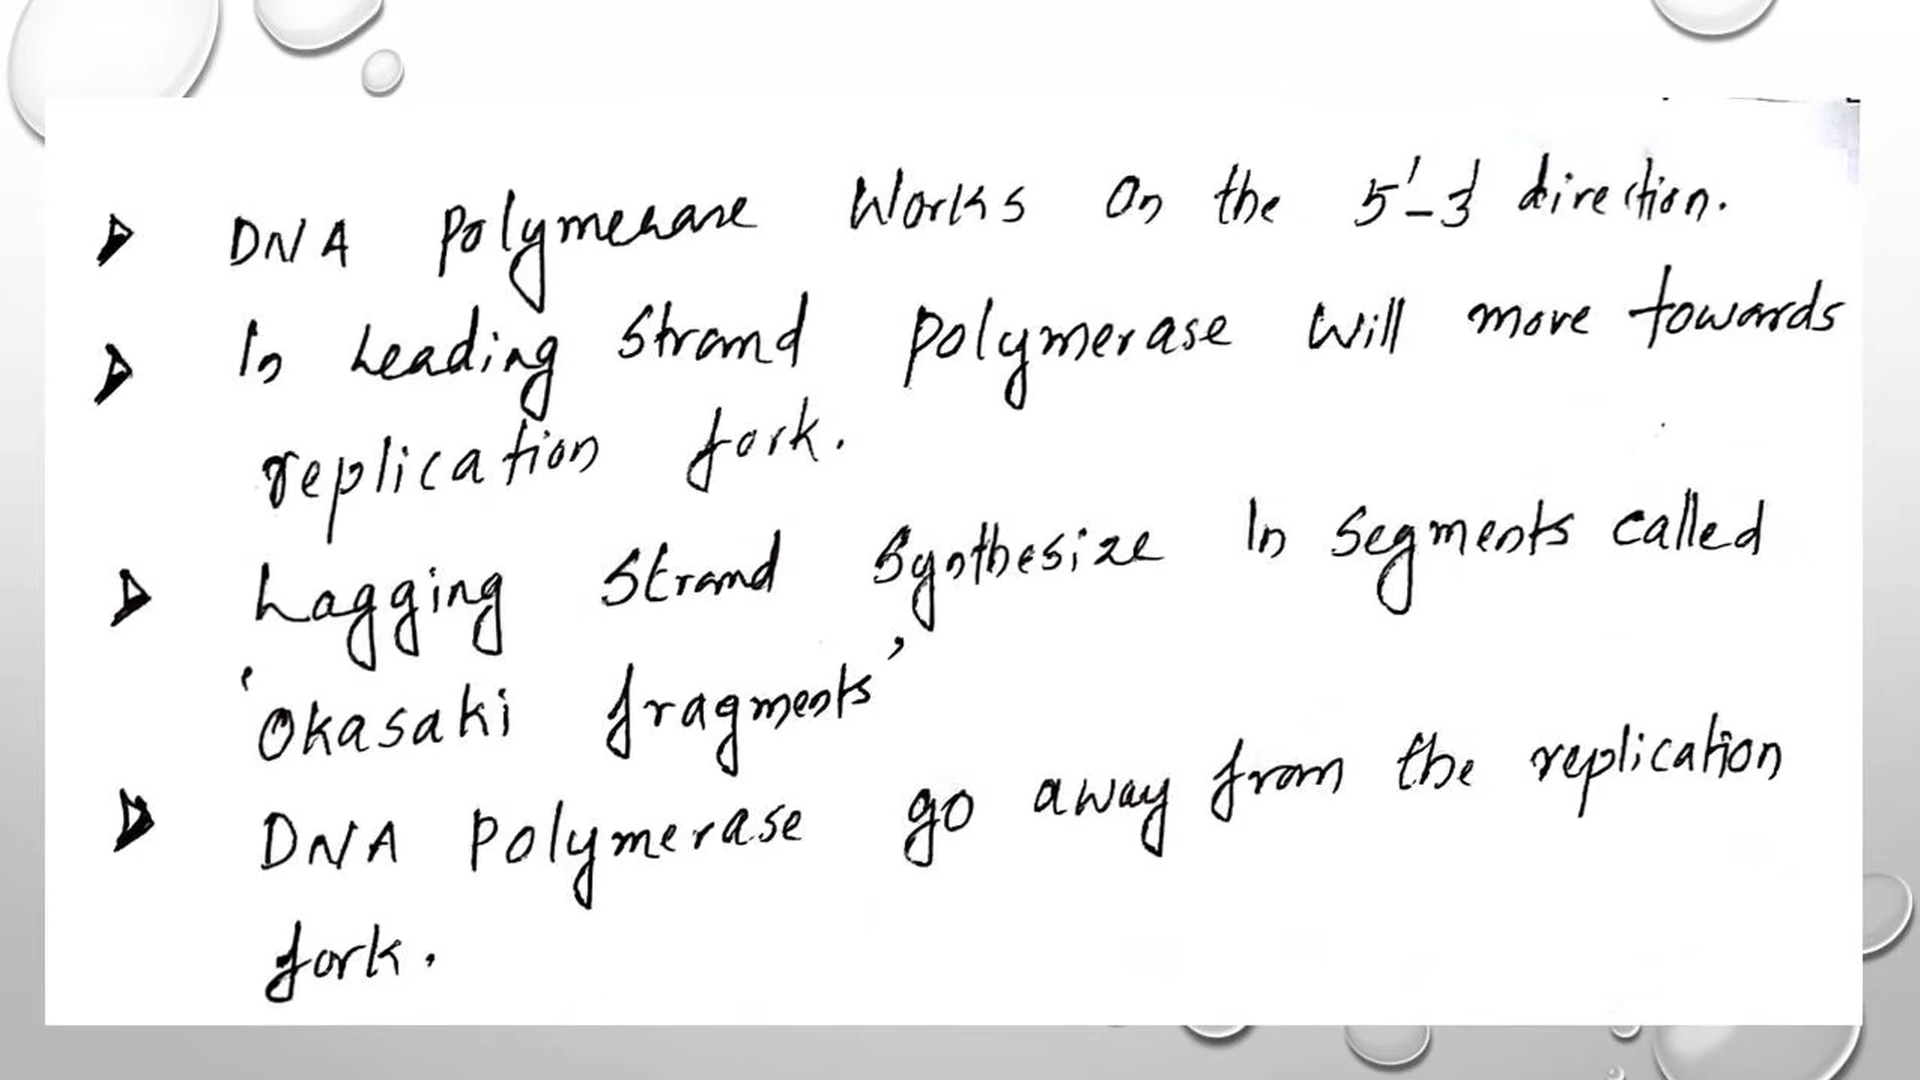 DNA Polymerase Works On the 5'-3' direction.
In Leading Strand Polymerase Will move towards
replication fork.
Lagging Strand Synthesize In Segments called
'Okasaki fragments'
DNA Polymerase go away from the replication
fork.